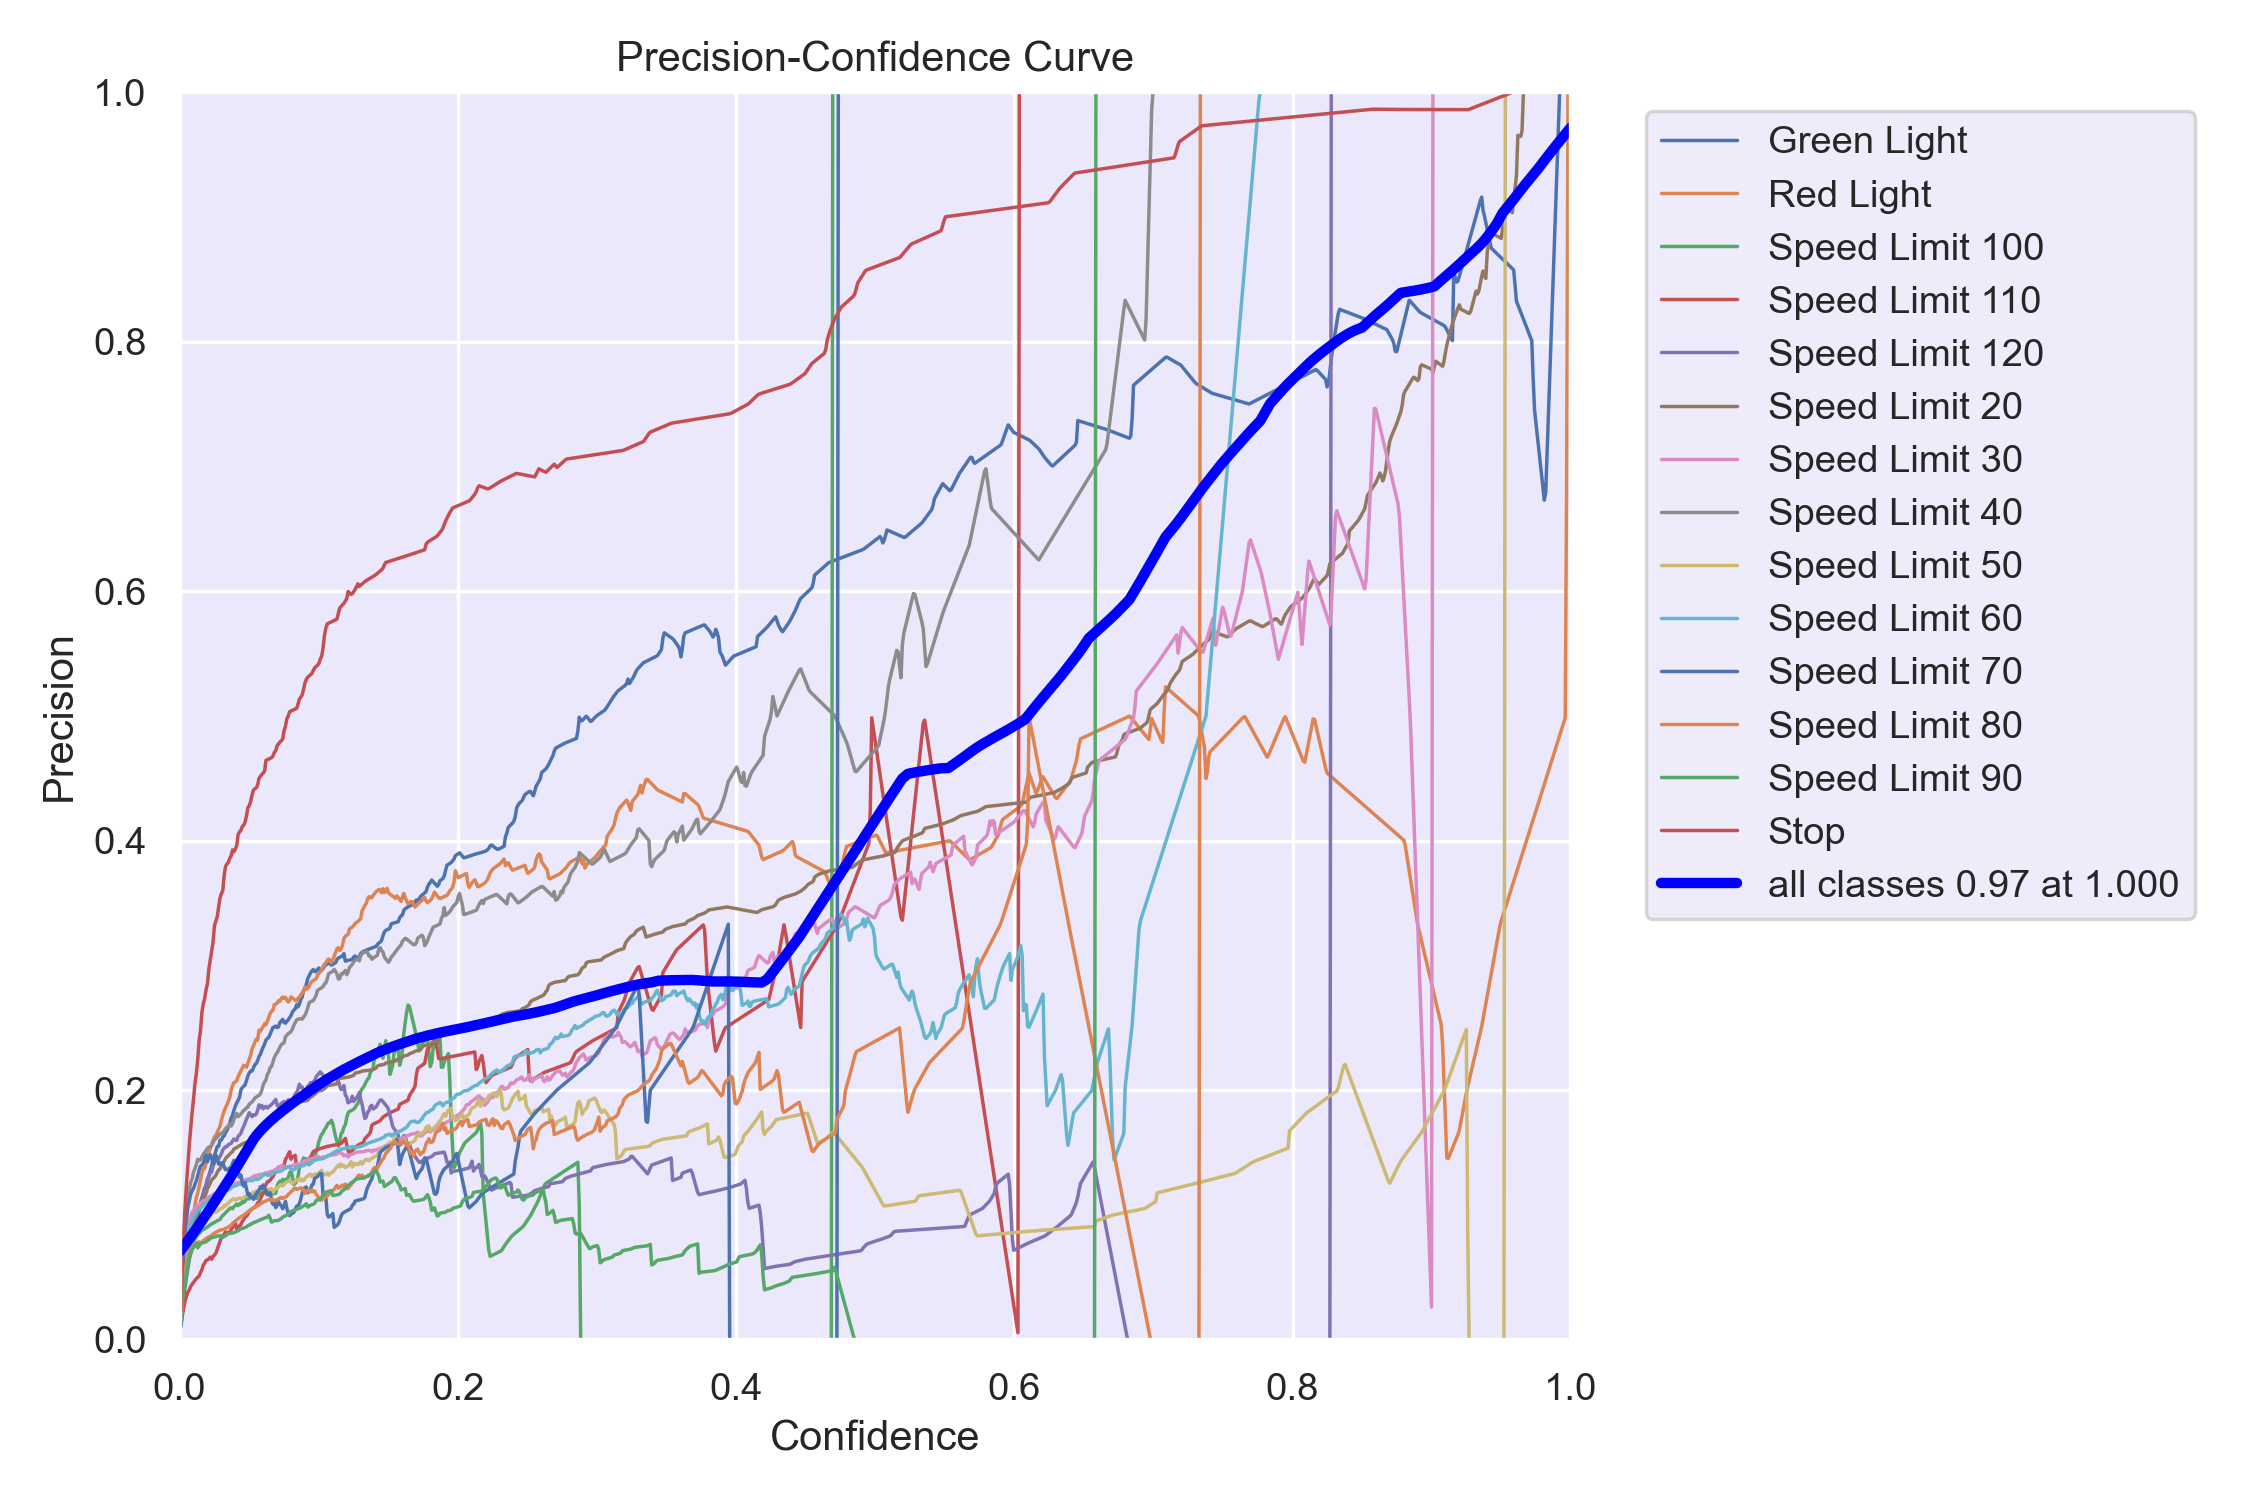 Precision-Confidence Curve
1.0
0.8
0.6
0.4
0.2
0.0
Precision
0.0 0.2 0.4 0.6 0.8 1.0
Confidence
Green Light
Red Light
Speed Limit 100
Speed Limit 110
Speed Limit 120
Speed Limit 20
Speed Limit 30
Speed Limit 40
Speed Limit 50
Speed Limit 60
Speed Limit 70
Speed Limit 80
Speed Limit 90
Stop
all classes 0.97 at 1.000